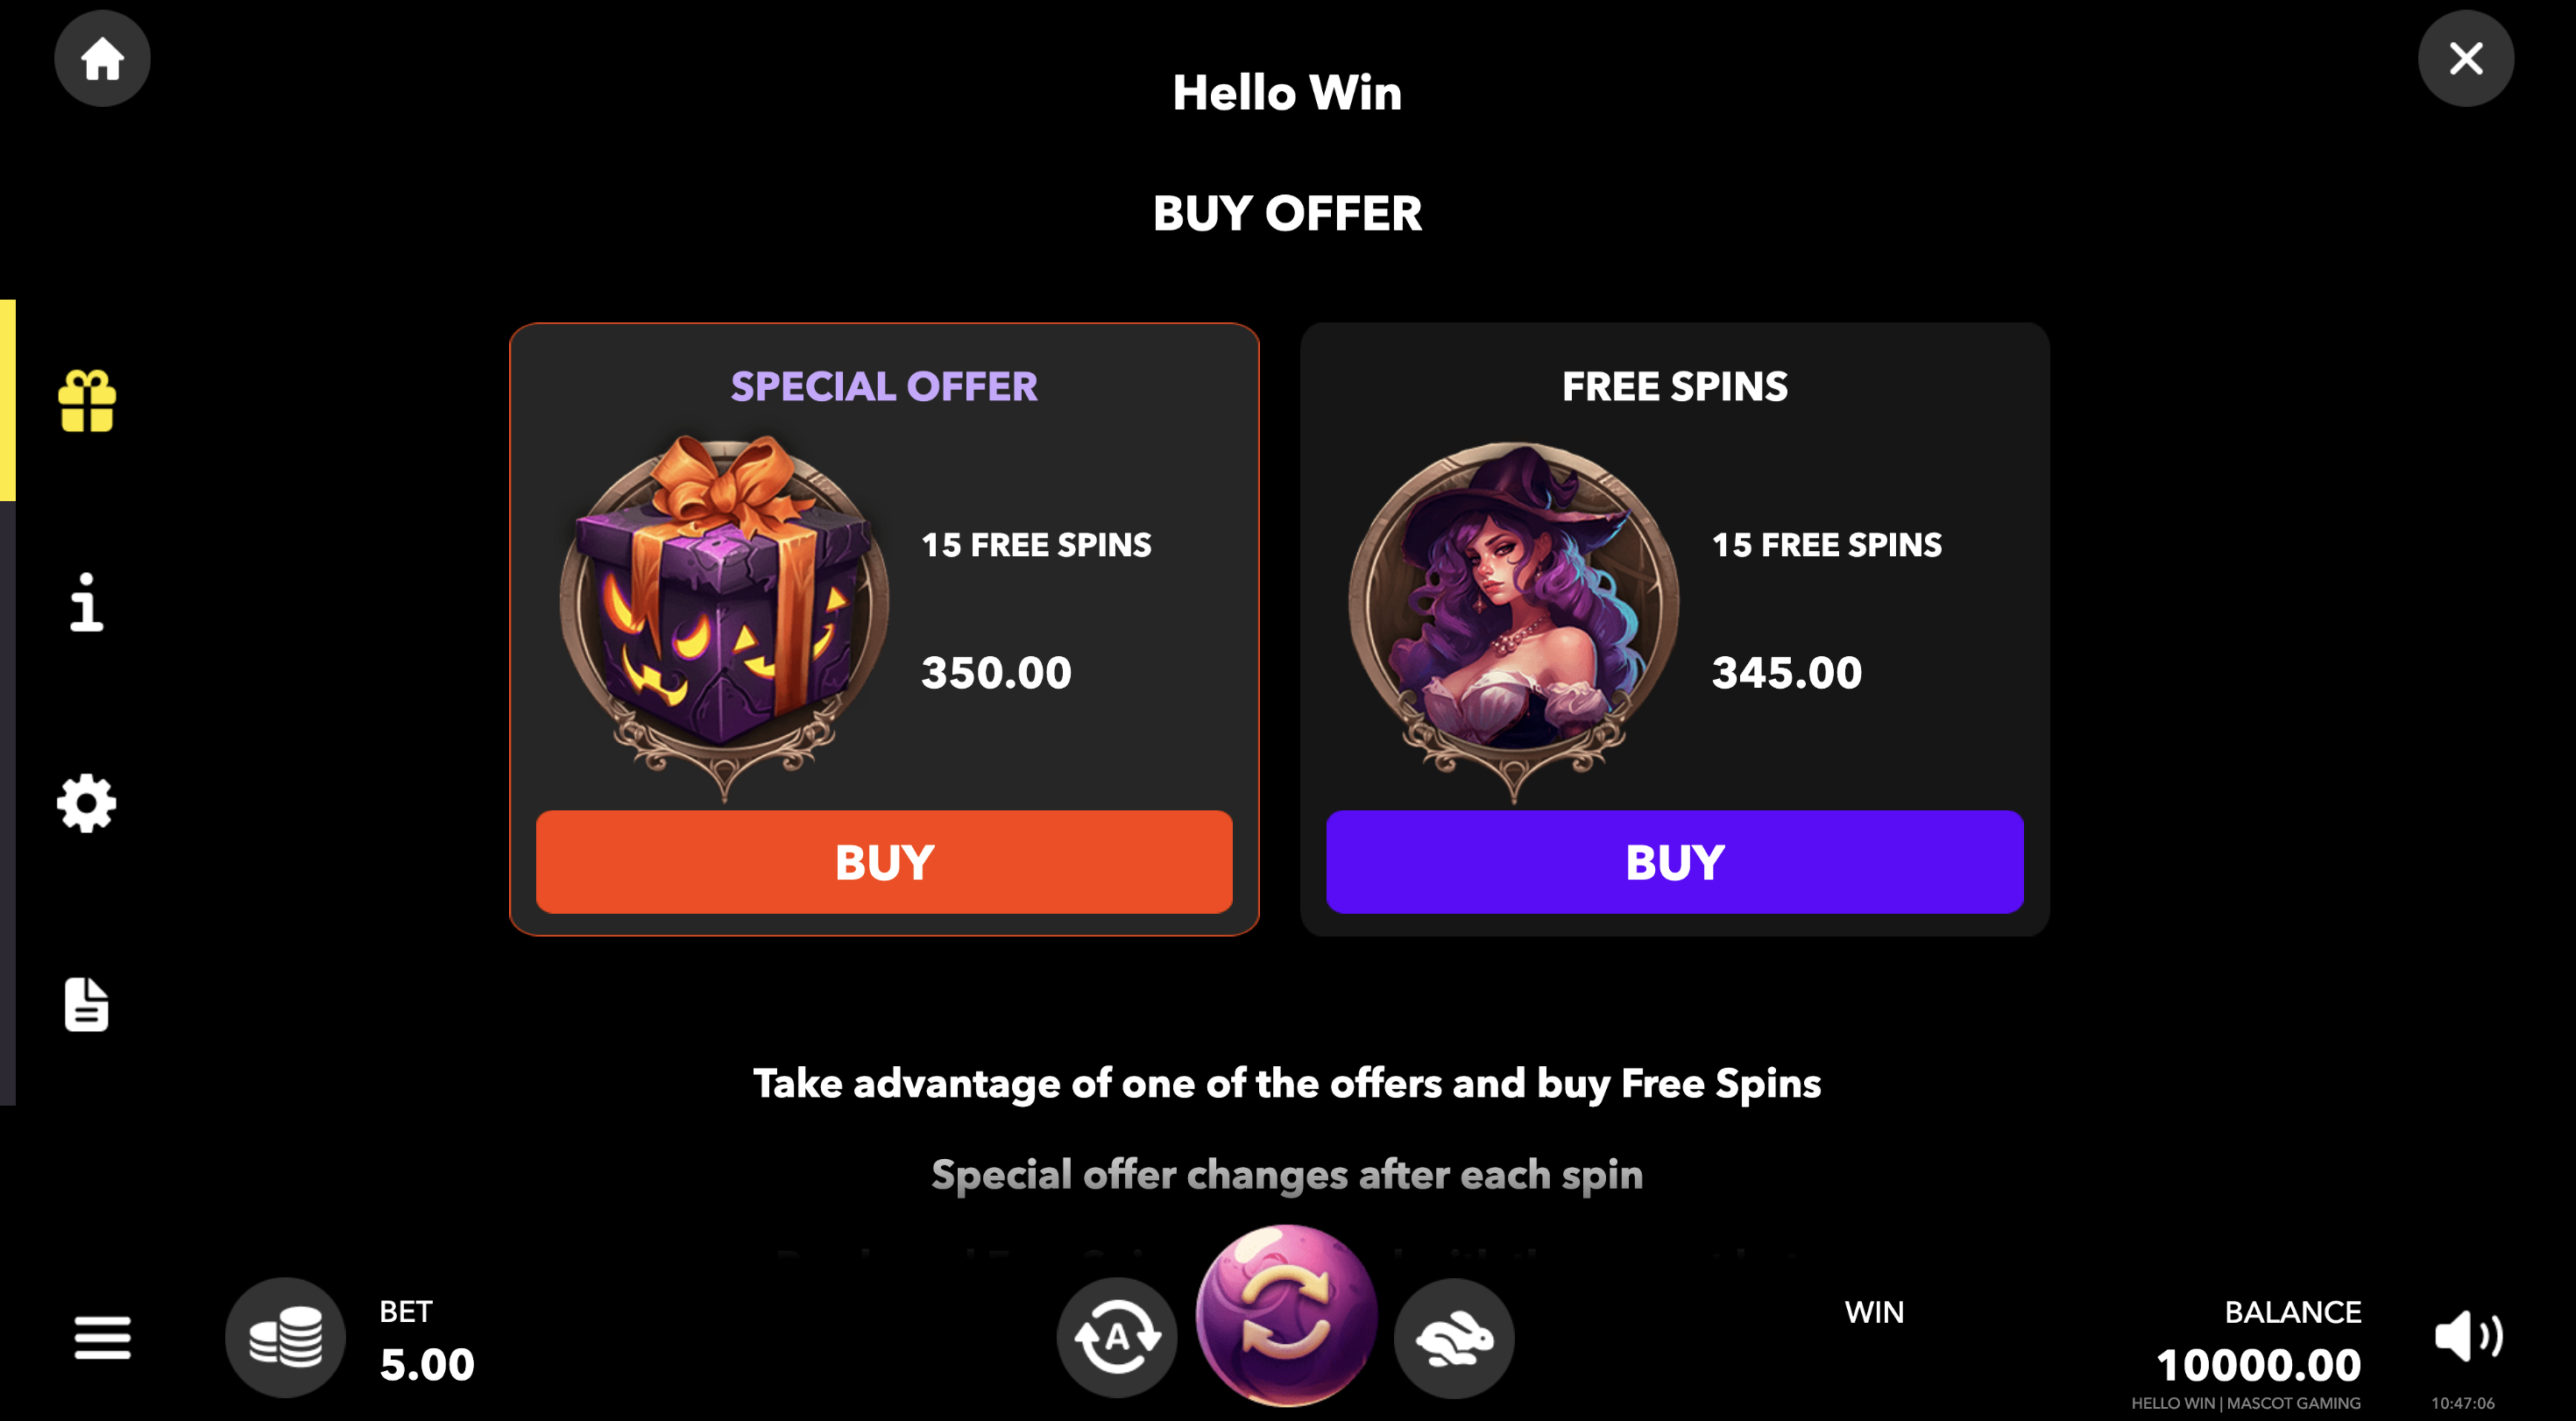 Hello Win
BUY OFFER
SPECIAL OFFER
15 FREE SPINS
350.00
BUY
FREE SPINS
15 FREE SPINS
345.00
BUY
Take advantage of one of the offers and buy Free Spins
Special offer changes after each spin
BET
5.00
A
WIN
BALANCE
10000.00
HELLO WIN | MASCOT GAMING
10:47:06